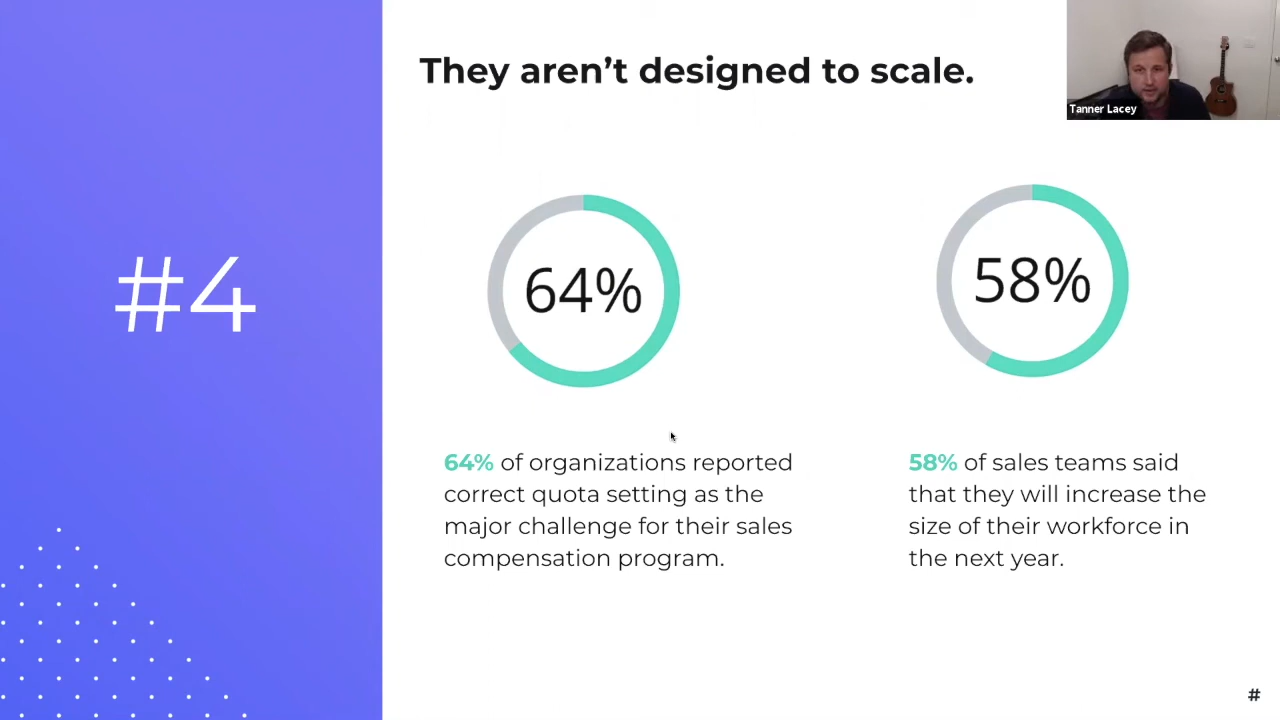 They aren’t designed to scale.
Tanner Lacey
#4
64%
58%
64% of organizations reported
correct quota setting as the
major challenge for their sales
compensation program.
58% of sales teams said
that they will increase the
size of their workforce in
the next year.
#